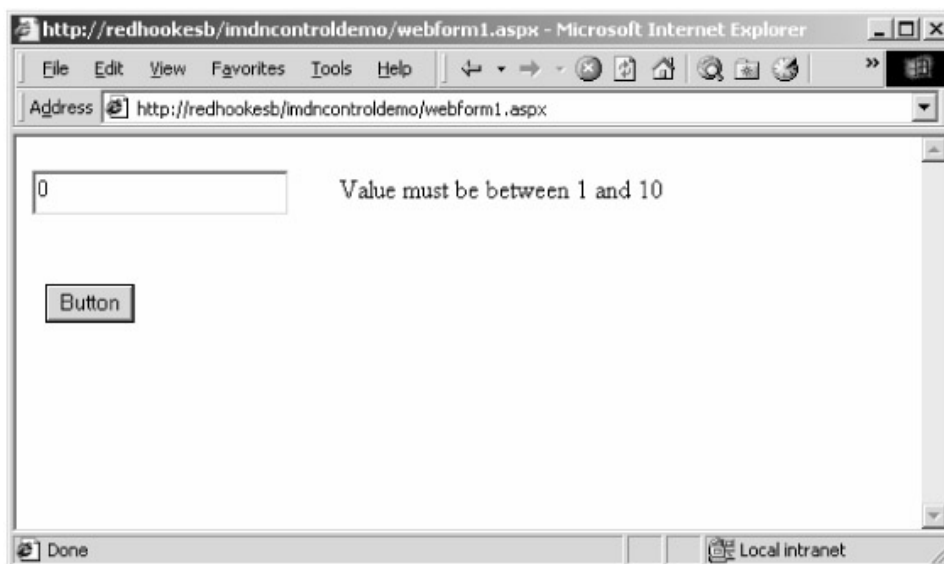 http://redhookesb/imdncontroldemo/webform1.aspx - Microsoft Internet Explorer
File Edit View Favorites Tools Help »
Address http://redhookesb/imdncontroldemo/webform1.aspx
0 Value must be between 1 and 10
Button
Done Local intranet